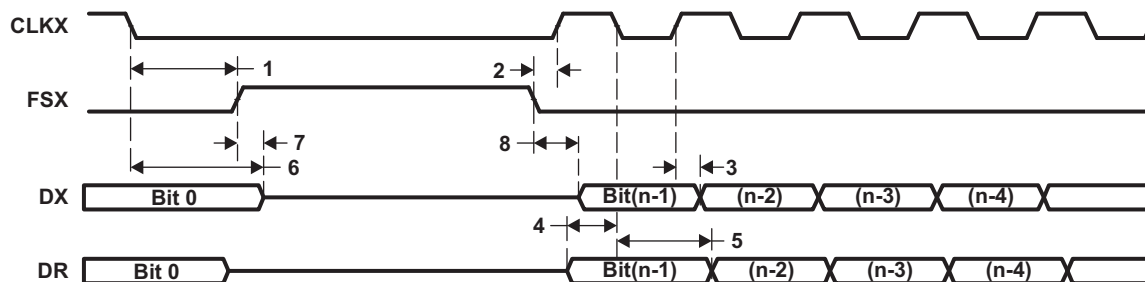 CLKX
1
2
FSX
7
8
6
3
DX
Bit 0
Bit(n-1)
(n-2)
(n-3)
(n-4)
4
5
DR
Bit 0
Bit(n-1)
(n-2)
(n-3)
(n-4)